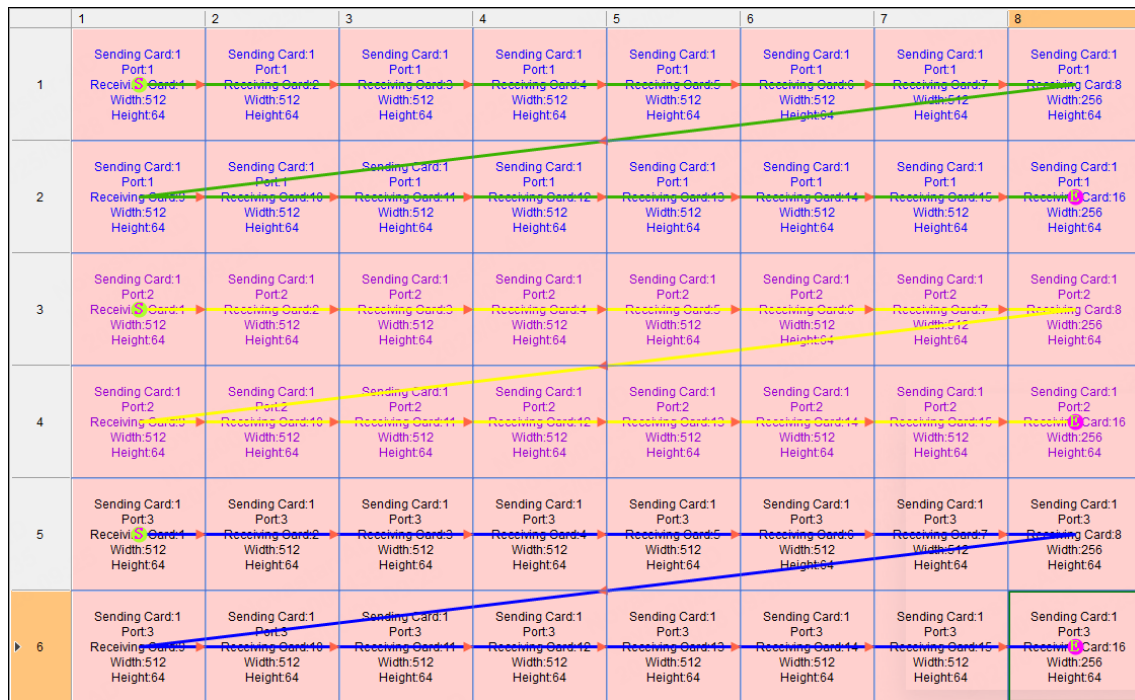 1 2 3 4 5 6 7 8
Sending Card:1 Sending Card:1 Sending Card:1 Sending Card:1 Sending Card:1 Sending Card:1 Sending Card:1 Sending Card:1
Port:1 Port:1 Port:1 Port:1 Port:1 Port:1 Port:1 Port:1
1 Receivi S Card:1 Receiving Card:2 Receiving Card:3 Receiving Card:4 Receiving Card:5 Receiving Card:6 Receiving Card:7 Receiving Card:8
Width:512 Width:512 Width:512 Width:512 Width:512 Width:512 Width:512 Width:256
Height:64 Height:64 Height:64 Height:64 Height:64 Height:64 Height:64 Height:64
Sending Card:1 Sending Card:1 Sending Card:1 Sending Card:1 Sending Card:1 Sending Card:1 Sending Card:1 Sending Card:1
Port:1 Port:1 Port:1 Port:1 Port:1 Port:1 Port:1 Port:1
2 Receiving Card:9 Receiving Card:10 Receiving Card:11 Receiving Card:12 Receiving Card:13 Receiving Card:14 Receiving Card:15 Receivin E Card:16
Width:512 Width:512 Width:512 Width:512 Width:512 Width:512 Width:512 Width:256
Height:64 Height:64 Height:64 Height:64 Height:64 Height:64 Height:64 Height:64
Sending Card:1 Sending Card:1 Sending Card:1 Sending Card:1 Sending Card:1 Sending Card:1 Sending Card:1 Sending Card:1
Port:2 Port:2 Port:2 Port:2 Port:2 Port:2 Port:2 Port:2
3 Receivi S Card:1 Receiving Card:2 Receiving Card:3 Receiving Card:4 Receiving Card:5 Receiving Card:6 Receiving Card:7 Receiving Card:8
Width:512 Width:512 Width:512 Width:512 Width:512 Width:512 Width:512 Width:256
Height:64 Height:64 Height:64 Height:64 Height:64 Height:64 Height:64 Height:64
Sending Card:1 Sending Card:1 Sending Card:1 Sending Card:1 Sending Card:1 Sending Card:1 Sending Card:1 Sending Card:1
Port:2 Port:2 Port:2 Port:2 Port:2 Port:2 Port:2 Port:2
4 Receiving Card:9 Receiving Card:10 Receiving Card:11 Receiving Card:12 Receiving Card:13 Receiving Card:14 Receiving Card:15 Receivin E Card:16
Width:512 Width:512 Width:512 Width:512 Width:512 Width:512 Width:512 Width:256
Height:64 Height:64 Height:64 Height:64 Height:64 Height:64 Height:64 Height:64
Sending Card:1 Sending Card:1 Sending Card:1 Sending Card:1 Sending Card:1 Sending Card:1 Sending Card:1 Sending Card:1
Port:3 Port:3 Port:3 Port:3 Port:3 Port:3 Port:3 Port:3
5 Receivi S Card:1 Receiving Card:2 Receiving Card:3 Receiving Card:4 Receiving Card:5 Receiving Card:6 Receiving Card:7 Receiving Card:8
Width:512 Width:512 Width:512 Width:512 Width:512 Width:512 Width:512 Width:256
Height:64 Height:64 Height:64 Height:64 Height:64 Height:64 Height:64 Height:64
Sending Card:1 Sending Card:1 Sending Card:1 Sending Card:1 Sending Card:1 Sending Card:1 Sending Card:1 Sending Card:1
Port:3 Port:3 Port:3 Port:3 Port:3 Port:3 Port:3 Port:3
6 Receiving Card:9 Receiving Card:10 Receiving Card:11 Receiving Card:12 Receiving Card:13 Receiving Card:14 Receiving Card:15 Receivin E Card:16
Width:512 Width:512 Width:512 Width:512 Width:512 Width:512 Width:512 Width:256
Height:64 Height:64 Height:64 Height:64 Height:64 Height:64 Height:64 Height:64